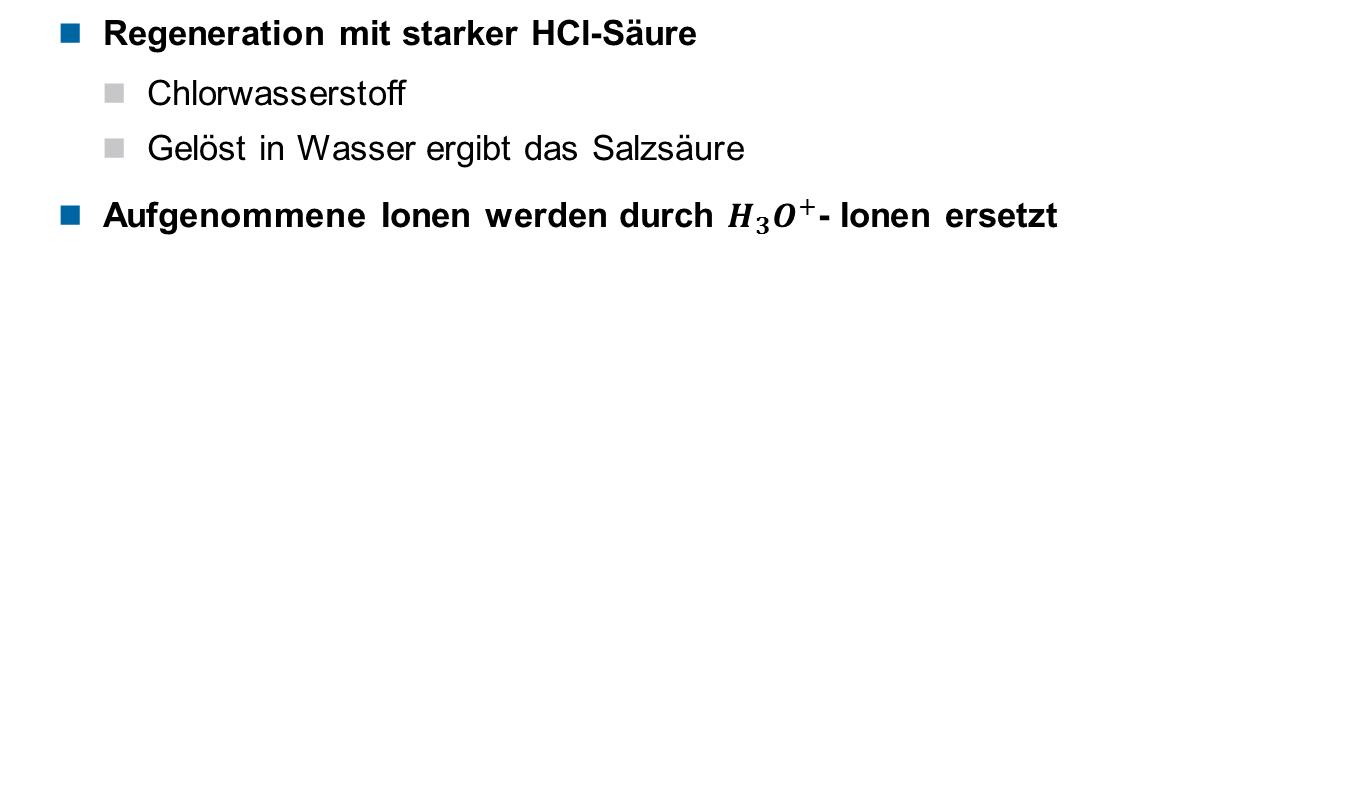 Regeneration mit starker HCl-Säure
Chlorwasserstoff
Gelöst in Wasser ergibt das Salzsäure
Aufgenommene Ionen werden durch H₃O⁺- Ionen ersetzt